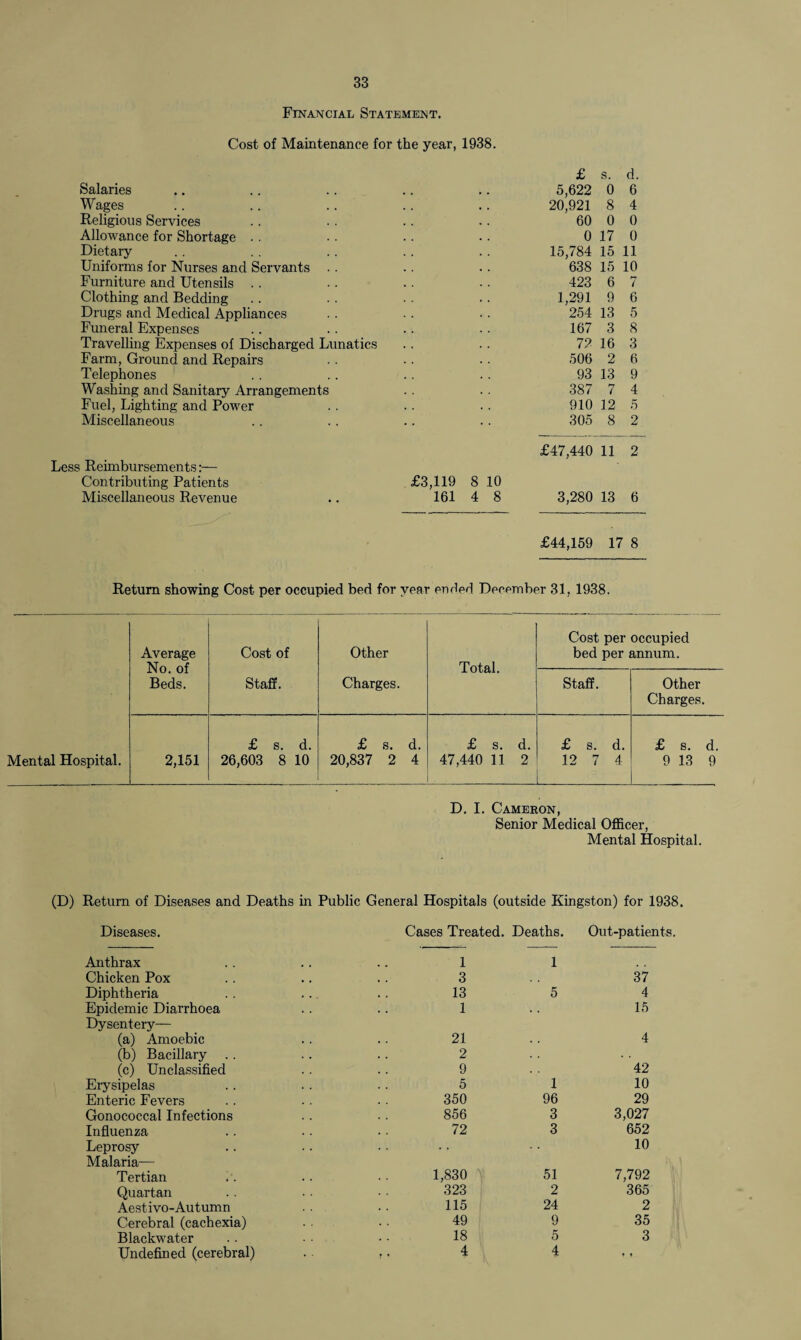 33
Financial Statement.
Cost of Maintenance for the year, 1938.
£ s. d.
Salaries .. .. .. .. .. 5,622 0 6
Wages .. .. .. .. .. 20,921 8 4
Religious Services .. .. .. .. 60 0 0
Allowance for Shortage .. .. .. .. 0 17 0
Dietary .. .. .. .. .. 15,784 15 11
Uniforms for Nurses and Servants .. .. .. 638 15 10
Furniture and Utensils .. .. .. .. 423 6 7
Clothing and Bedding .. .. .. .. 1,291 9 6
Drugs and Medical Appliances .. .. .. 254 13 5
Funeral Expenses .. .. .. .. 167 3 8
Travelling Expenses of Discharged Lunatics .. .. 72 16 3
Farm, Ground and Repairs .. .. .. 506 2 6
Telephones .. .. .. .. 93 13 9
Washing and Sanitary Arrangements .. .. 387 7 4
Fuel, Lighting and Power .. .. .. 910 12 5
Miscellaneous .. .. .. .. 305 8 2
£47,440 11 2
Less Reimbursements:—
Contributing Patients £3,119 8 10
Miscellaneous Revenue .. 161 4 8 3,280 13 6
£44,159 17 8
Return showing Cost per occupied bed for year ended December 31, 1938.
Average No. of Beds. Cost of Staff. Other Charges. Total. Cost per occupied bed per annum.
Staff. Other Charges.
£ s. d. £ s. d. £ s. d. £ s. d. £ s. d.
Mental Hospital. 2,151 26,603 8 10 20,837 2 4 47,440 11 2 12 7 4 9 13 9
D. I. Cameron,
Senior Medical Officer,
Mental Hospital.
(D) Return of Diseases and Deaths in Public General Hospitals (outside Kingston) for 1938.
Diseases. Cases Treated. Deaths. Out-patients.
Anthrax .. .. .. 1 1 ..
Chicken Pox .. .. .. 3 .. 37
Diphtheria .. .. .. 13 5 4
Epidemic Diarrhoea .. .. 1 .. 15
Dysentery—
(a) Amoebic .. .. 21 .. 4
(b) Bacillary .. .. .. 2 .. ..
(c) Unclassified .. .. 9 .. 42
Erysipelas .. .. .. 5 1 10
Enteric Fevers .. .. .. 350 96 29
Gonococcal Infections .. .. 856 3 3,027
Influenza .. .. .. 72 3 652
Leprosy .. .. .. .. .. 10
Malaria—
Tertian .. .. .. 1,830 51 7,792
Quartan .. .. .. 323 2 365
Aestivo-Autumn .. .. 115 24 2
Cerebral (cachexia) .. .. 49 9 35
Blackwater .. .. .. 18 5 3
Undefined (cerebral) .. .. 4 4 ..